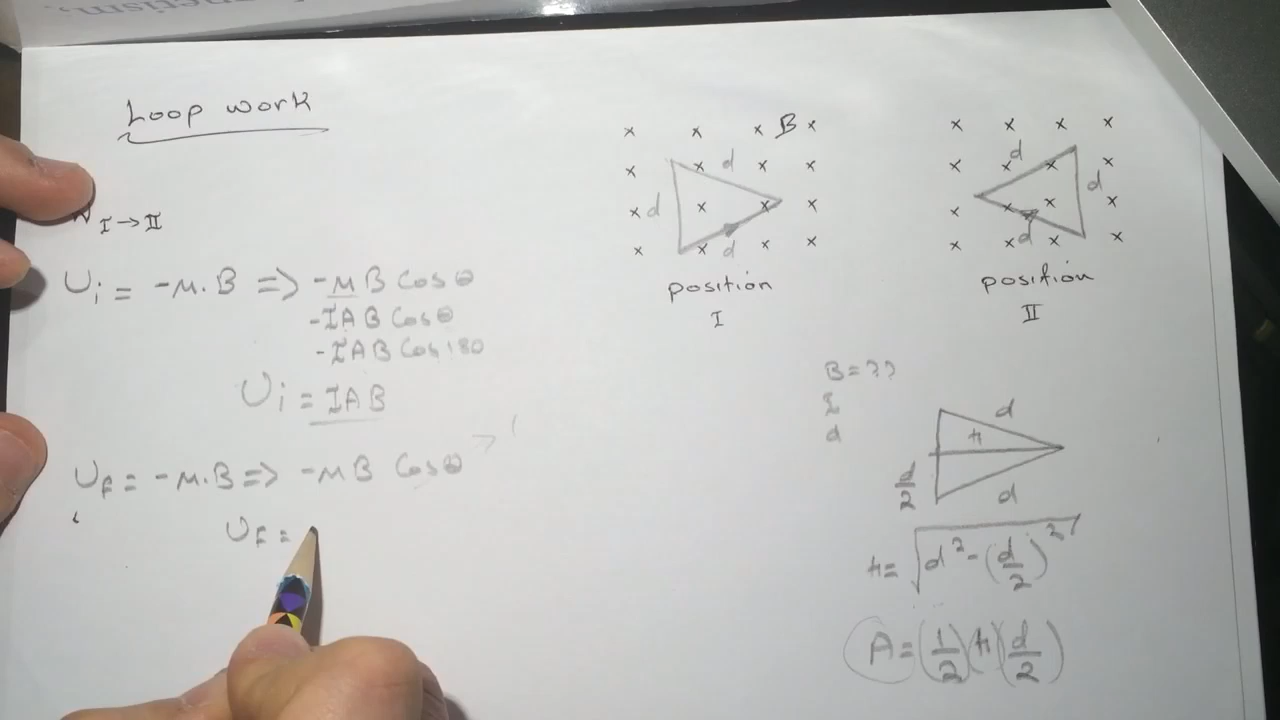 Loop work
I → II
Ui = -M.B => -MB Cosθ
-IAB Cosθ
-IAB Cos180
Ui = IAB
Uf = -M.B => -MB Cosθ
Uf =
x x x B x x x x x
x x d x x x x d x x
x d x x x x x x d x
x x d x x x x d x x
position position
I II
B = ??
I
d
d
h
d/2 d
h = √(d² - (d/2)²)
A = (1/2)(h)(d/2)